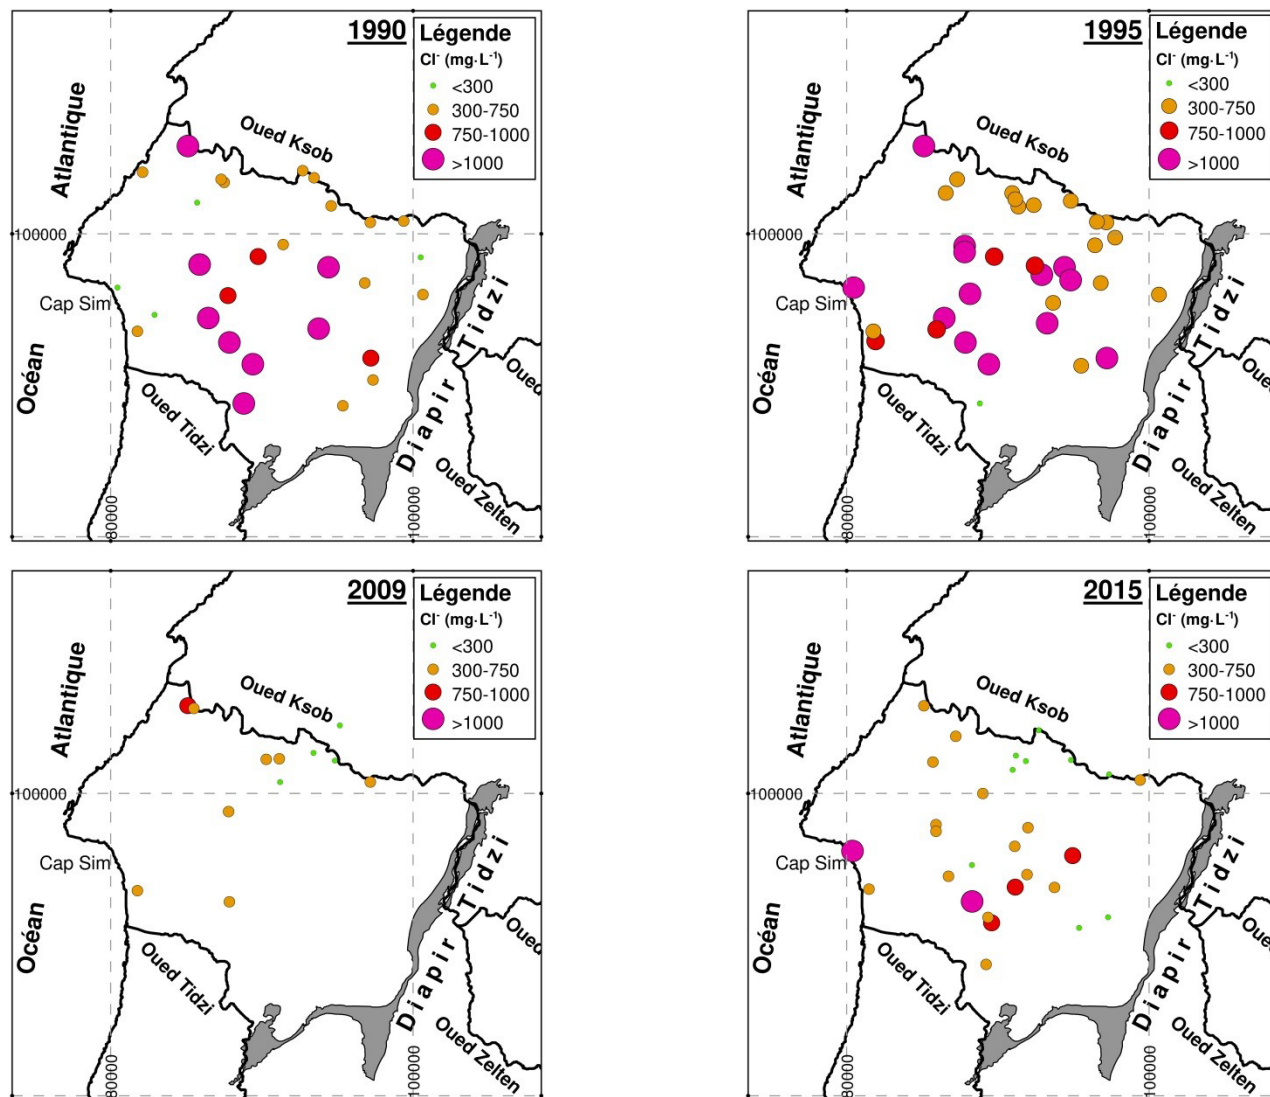 1990
Légende
Cl⁻ (mg·L⁻¹)
<300
300-750
750-1000
>1000
Atlantique
Oued Ksob
100000
Cap Sim
Océan
Oued Tidzi
Diapir Tidzi
Oued
Oued Zelten
80000
100000
1995
Légende
Cl⁻ (mg·L⁻¹)
<300
300-750
750-1000
>1000
Atlantique
Oued Ksob
100000
Cap Sim
Océan
Oued Tidzi
Diapir Tidzi
Oued
Oued Zelten
80000
100000
2009
Légende
Cl⁻ (mg·L⁻¹)
<300
300-750
750-1000
>1000
Atlantique
Oued Ksob
100000
Cap Sim
Océan
Oued Tidzi
Diapir Tidzi
Oued
Oued Zelten
80000
100000
2015
Légende
Cl⁻ (mg·L⁻¹)
<300
300-750
750-1000
>1000
Atlantique
Oued Ksob
100000
Cap Sim
Océan
Oued Tidzi
Diapir Tidzi
Oued
Oued Zelten
80000
100000